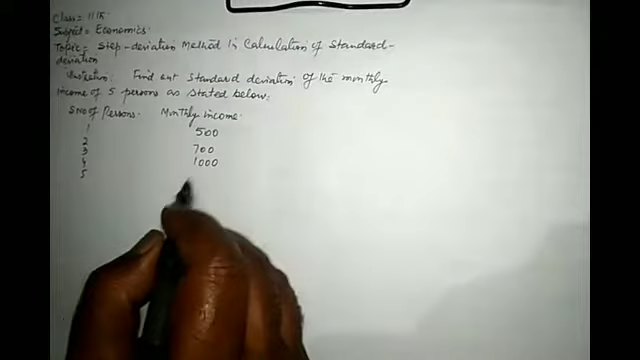 Class = 11th
Subject = Economics.
Topic = Step-deviation Method in Calculation of Standard-
deviation
Question: Find out Standard deviation of the monthly
income of 5 persons as stated below:
S.No of Persons. Monthly income.
1 500
2
3 700
4 1000
5